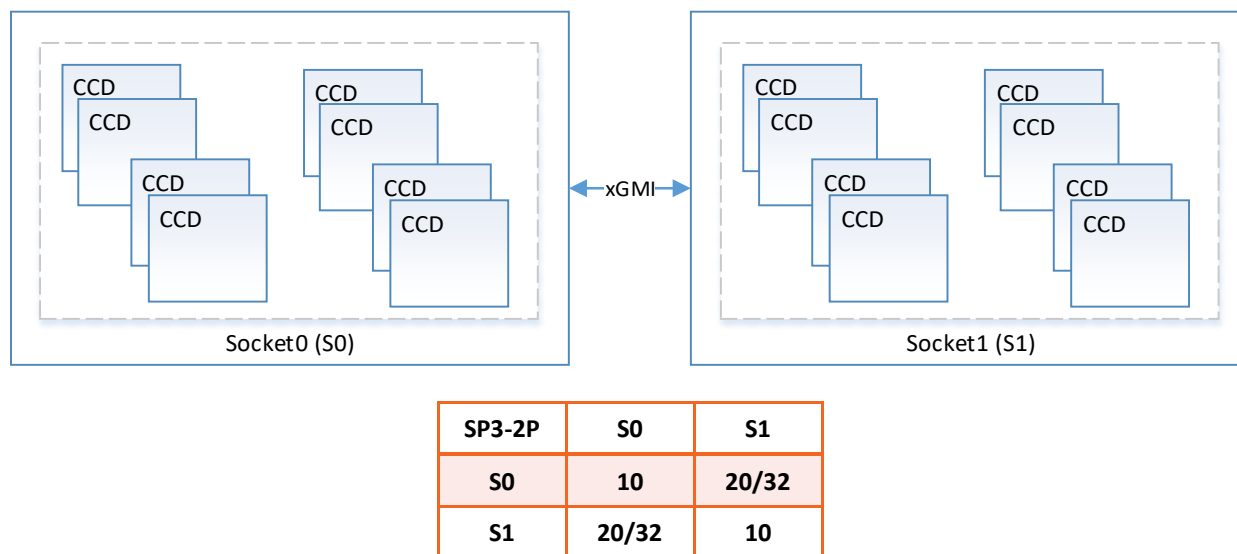 CCD
CCD
CCD
CCD
CCD
CCD
CCD
CCD
Socket0 (S0)
xGMI
CCD
CCD
CCD
CCD
CCD
CCD
CCD
CCD
Socket1 (S1)
SP3-2P S0 S1
S0 10 20/32
S1 20/32 10